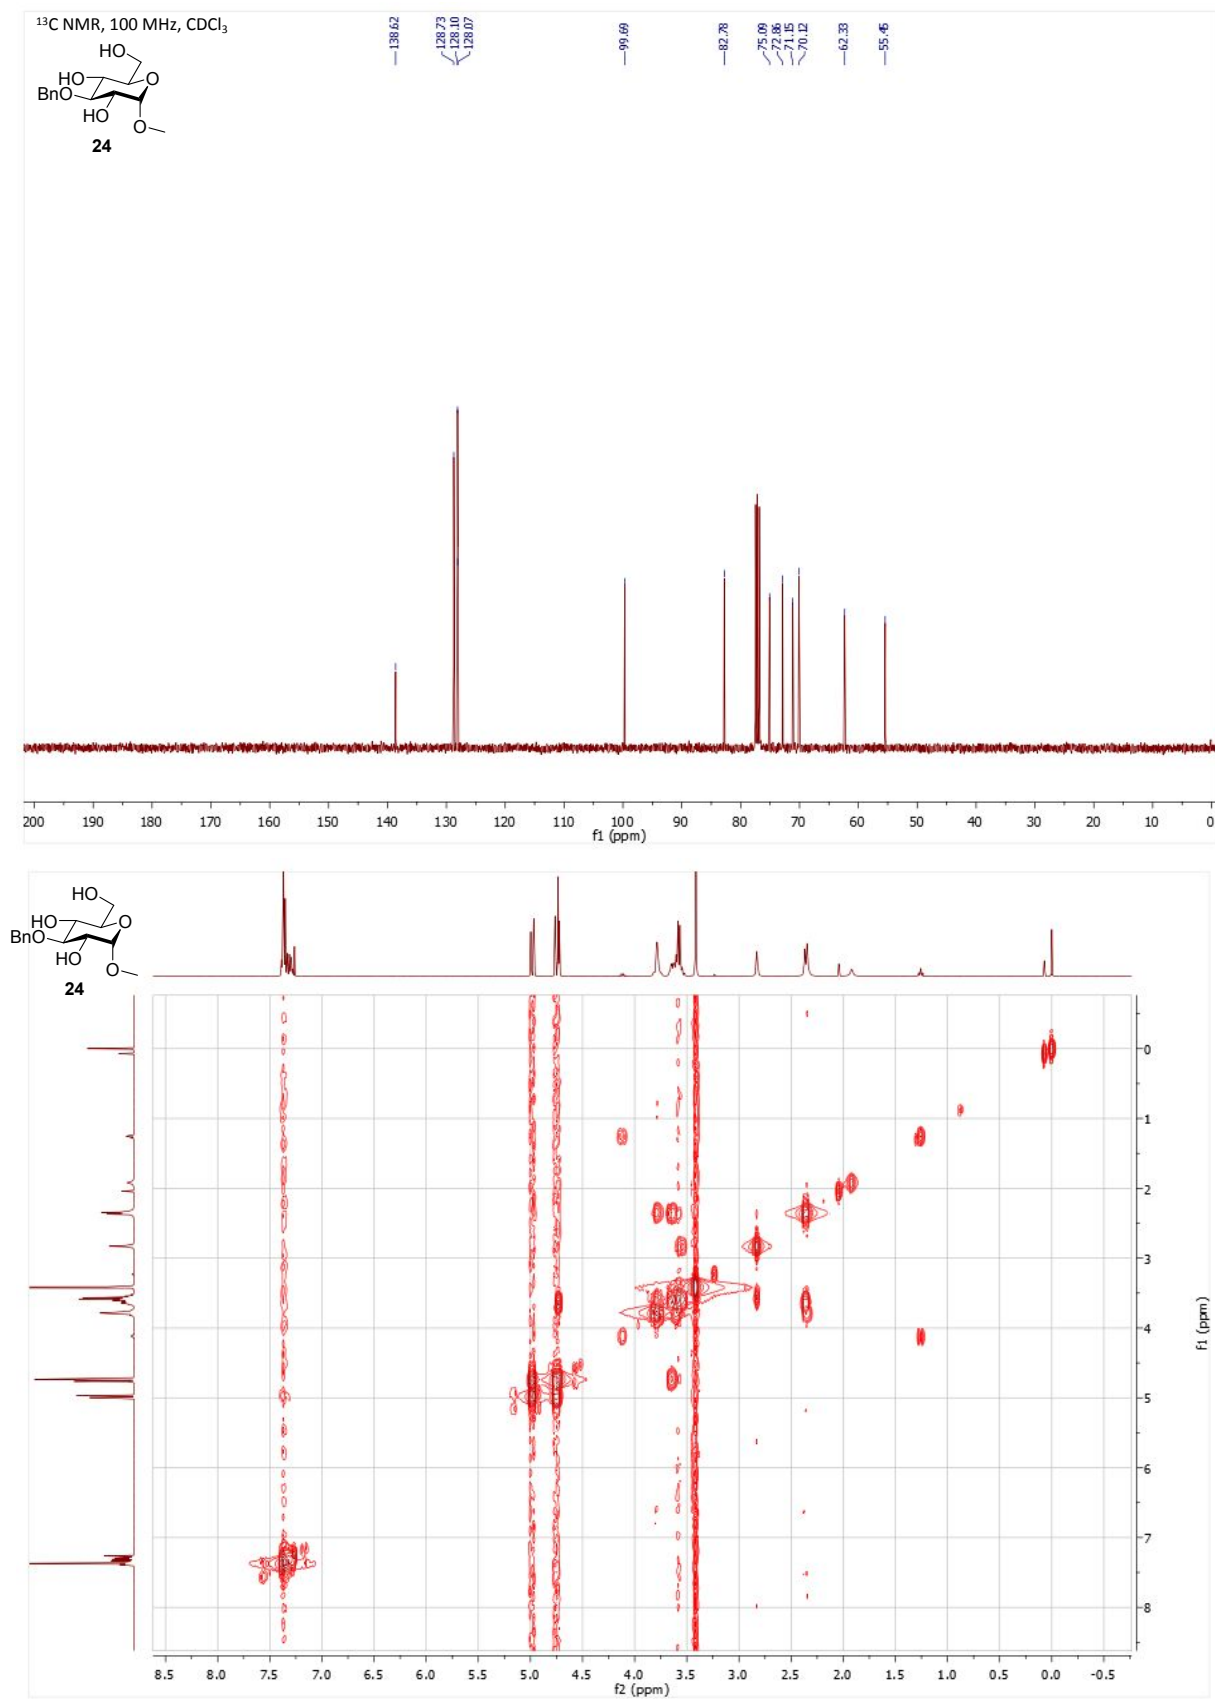 ¹³C NMR, 100 MHz, CDCl₃
138.62
128.73
128.10
128.07
99.69
82.78
75.09
72.86
71.15
70.12
62.33
55.45
HO
HO
O
BnO
HO
O
24
200 190 180 170 160 150 140 130 120 110 100 90 80 70 60 50 40 30 20 10 0
f1 (ppm)
HO
HO
O
BnO
HO
O
24
0
1
2
3
4
5
6
7
8
f1 (ppm)
8.5 8.0 7.5 7.0 6.5 6.0 5.5 5.0 4.5 4.0 3.5 3.0 2.5 2.0 1.5 1.0 0.5 0.0 -0.5
f2 (ppm)